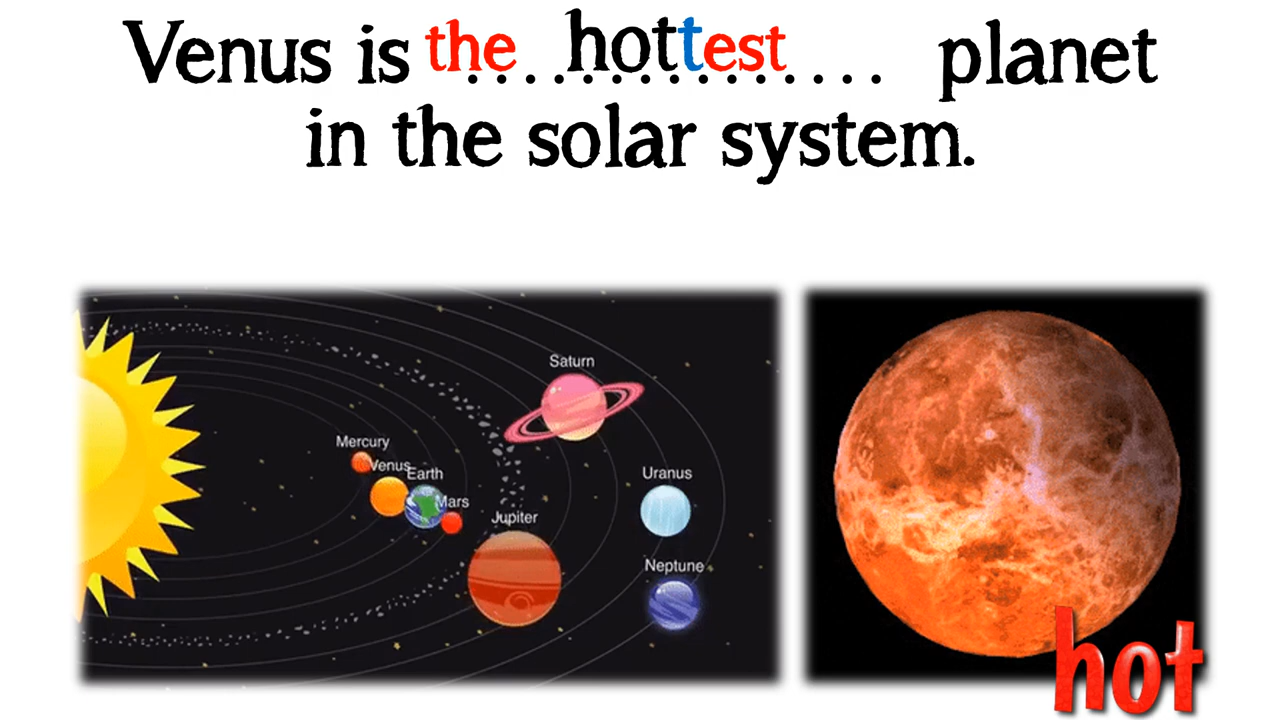 Venus is the hottest planet
in the solar system.
Saturn
Mercury
Venus
Earth
Mars
Uranus
Jupiter
Neptune
hot